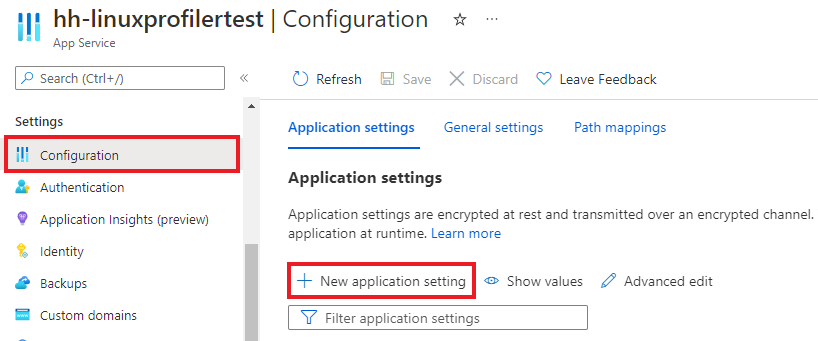 hh-linuxprofilertest | Configuration
App Service
Search (Ctrl+/)
Refresh
Save
Discard
Leave Feedback
Settings
Configuration
Authentication
Application Insights (preview)
Identity
Backups
Custom domains
Application settings
General settings
Path mappings
Application settings
Application settings are encrypted at rest and transmitted over an encrypted channel.
application at runtime. Learn more
New application setting
Show values
Advanced edit
Filter application settings